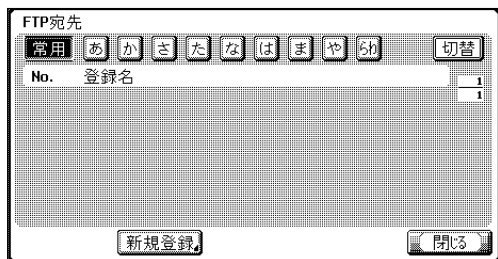 FTP宛先
常用 あ か さ た な は ま や らわ 切替
No. 登録名 1
1
新規登録 閉じる